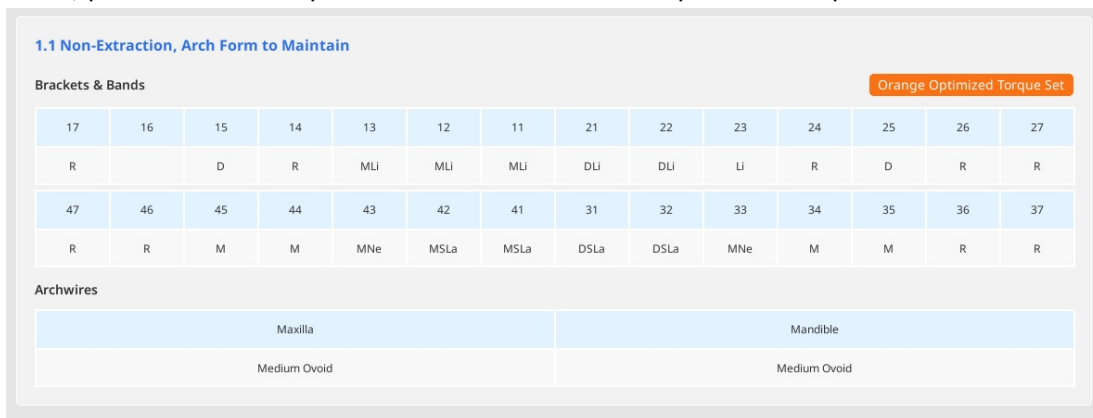 1.1 Non-Extraction, Arch Form to Maintain
Brackets & Bands Orange Optimized Torque Set
17 16 15 14 13 12 11 21 22 23 24 25 26 27
R D R MLi MLi MLi DLi DLi Li R D R R
47 46 45 44 43 42 41 31 32 33 34 35 36 37
R R M M MNe MSLa MSLa DSLa DSLa MNe M M R R
Archwires
Maxilla Mandible
Medium Ovoid Medium Ovoid